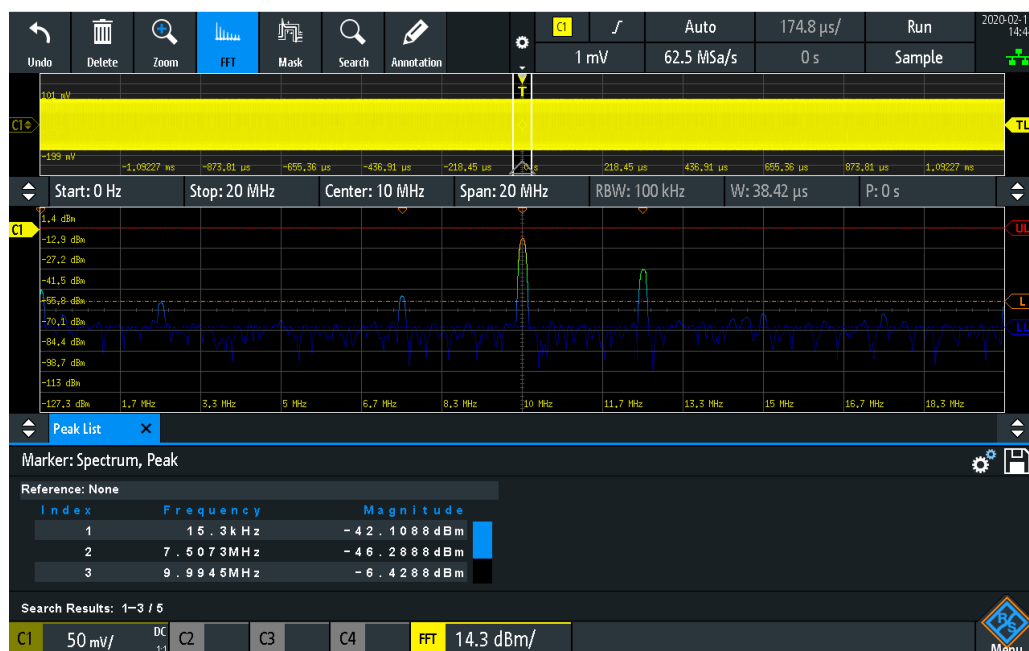 C1 Auto 174.8 µs/ Run 2020-02-1
14:4
Undo Delete Zoom FFT Mask Search Annotation
1 mV 62.5 MSa/s 0 s Sample
T
101 mV
C1 TL
-199 mV
-1.09227 ms -873.81 µs -655.36 µs -436.91 µs -218.45 µs 0 s 218.45 µs 436.91 µs 655.36 µs 873.81 µs 1.09227 ms
Start: 0 Hz Stop: 20 MHz Center: 10 MHz Span: 20 MHz RBW: 100 kHz W: 38.42 µs P: 0 s
1.4 dBm
C1 UL
-12.9 dBm
-27.2 dBm
-41.5 dBm
-55.8 dBm L
-70.1 dBm LL
-84.4 dBm
-98.7 dBm
-113 dBm
-127.3 dBm 1.7 MHz 3.3 MHz 5 MHz 6.7 MHz 8.3 MHz 10 MHz 11.7 MHz 13.3 MHz 15 MHz 16.7 MHz 18.3 MHz
Peak List
Marker: Spectrum, Peak
Reference: None
Index Frequency Magnitude
1 15.3kHz -42.1088dBm
2 7.5073MHz -46.2888dBm
3 9.9945MHz -6.4288dBm
Search Results: 1-3 / 5
C1 50 mV/ DC 1:1 C2 C3 C4 FFT 14.3 dBm/
R&S
Menu